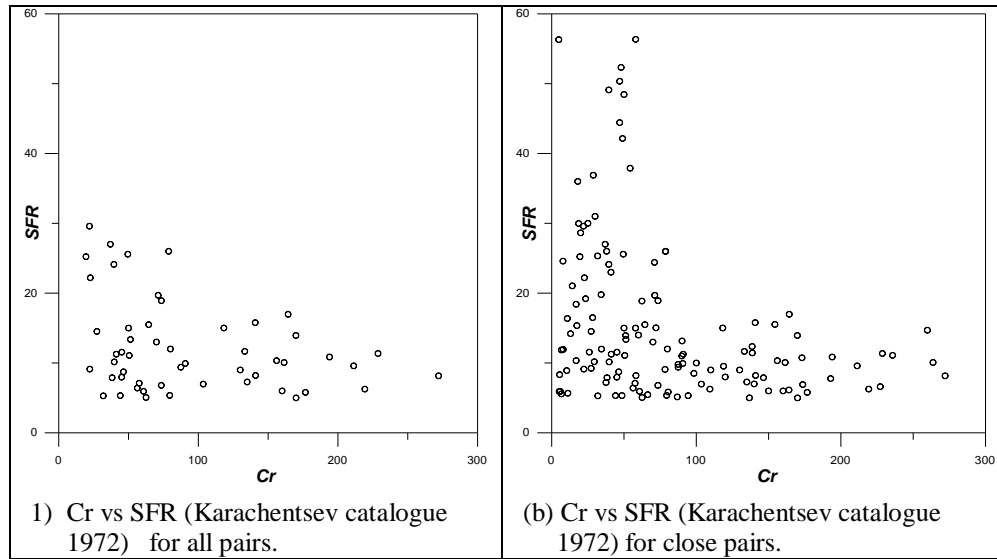 60
40
20
0
SFR
0
100
200
300
Cr
1) Cr vs SFR (Karachentsev catalogue
1972) for all pairs.
60
40
20
0
SFR
0
100
200
300
Cr
(b) Cr vs SFR (Karachentsev catalogue
1972) for close pairs.